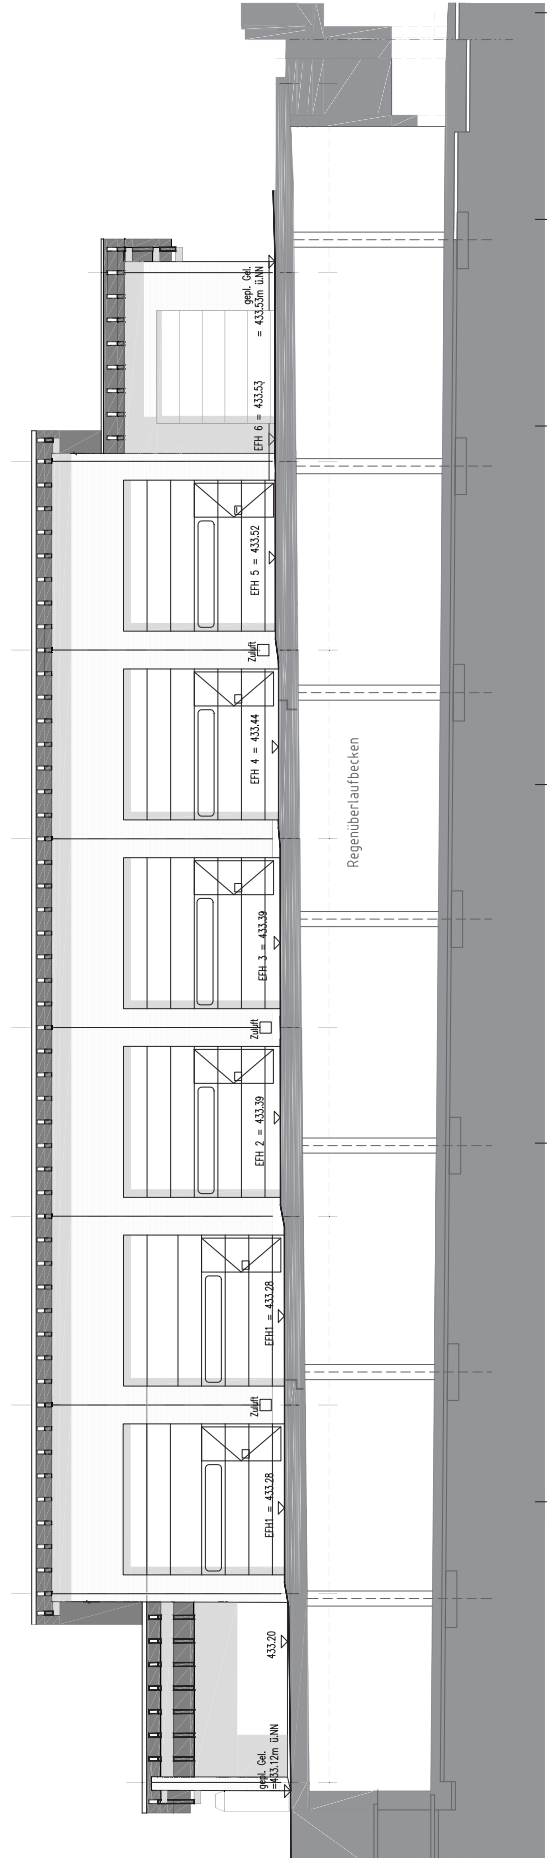 433.20
gepl. Gel.
=433.12m ü.NN
EFH1 = 433.28
Zuluft
EFH1 = 433.28
EFH 2 = 433.39
Zuluft
EFH 3 = 433.39
EFH 4 = 433.44
Zuluft
EFH 5 = 433.52
EFH 6 = 433.53
gepl. Gel.
= 433.53m ü.NN
Regenüberlaufbecken